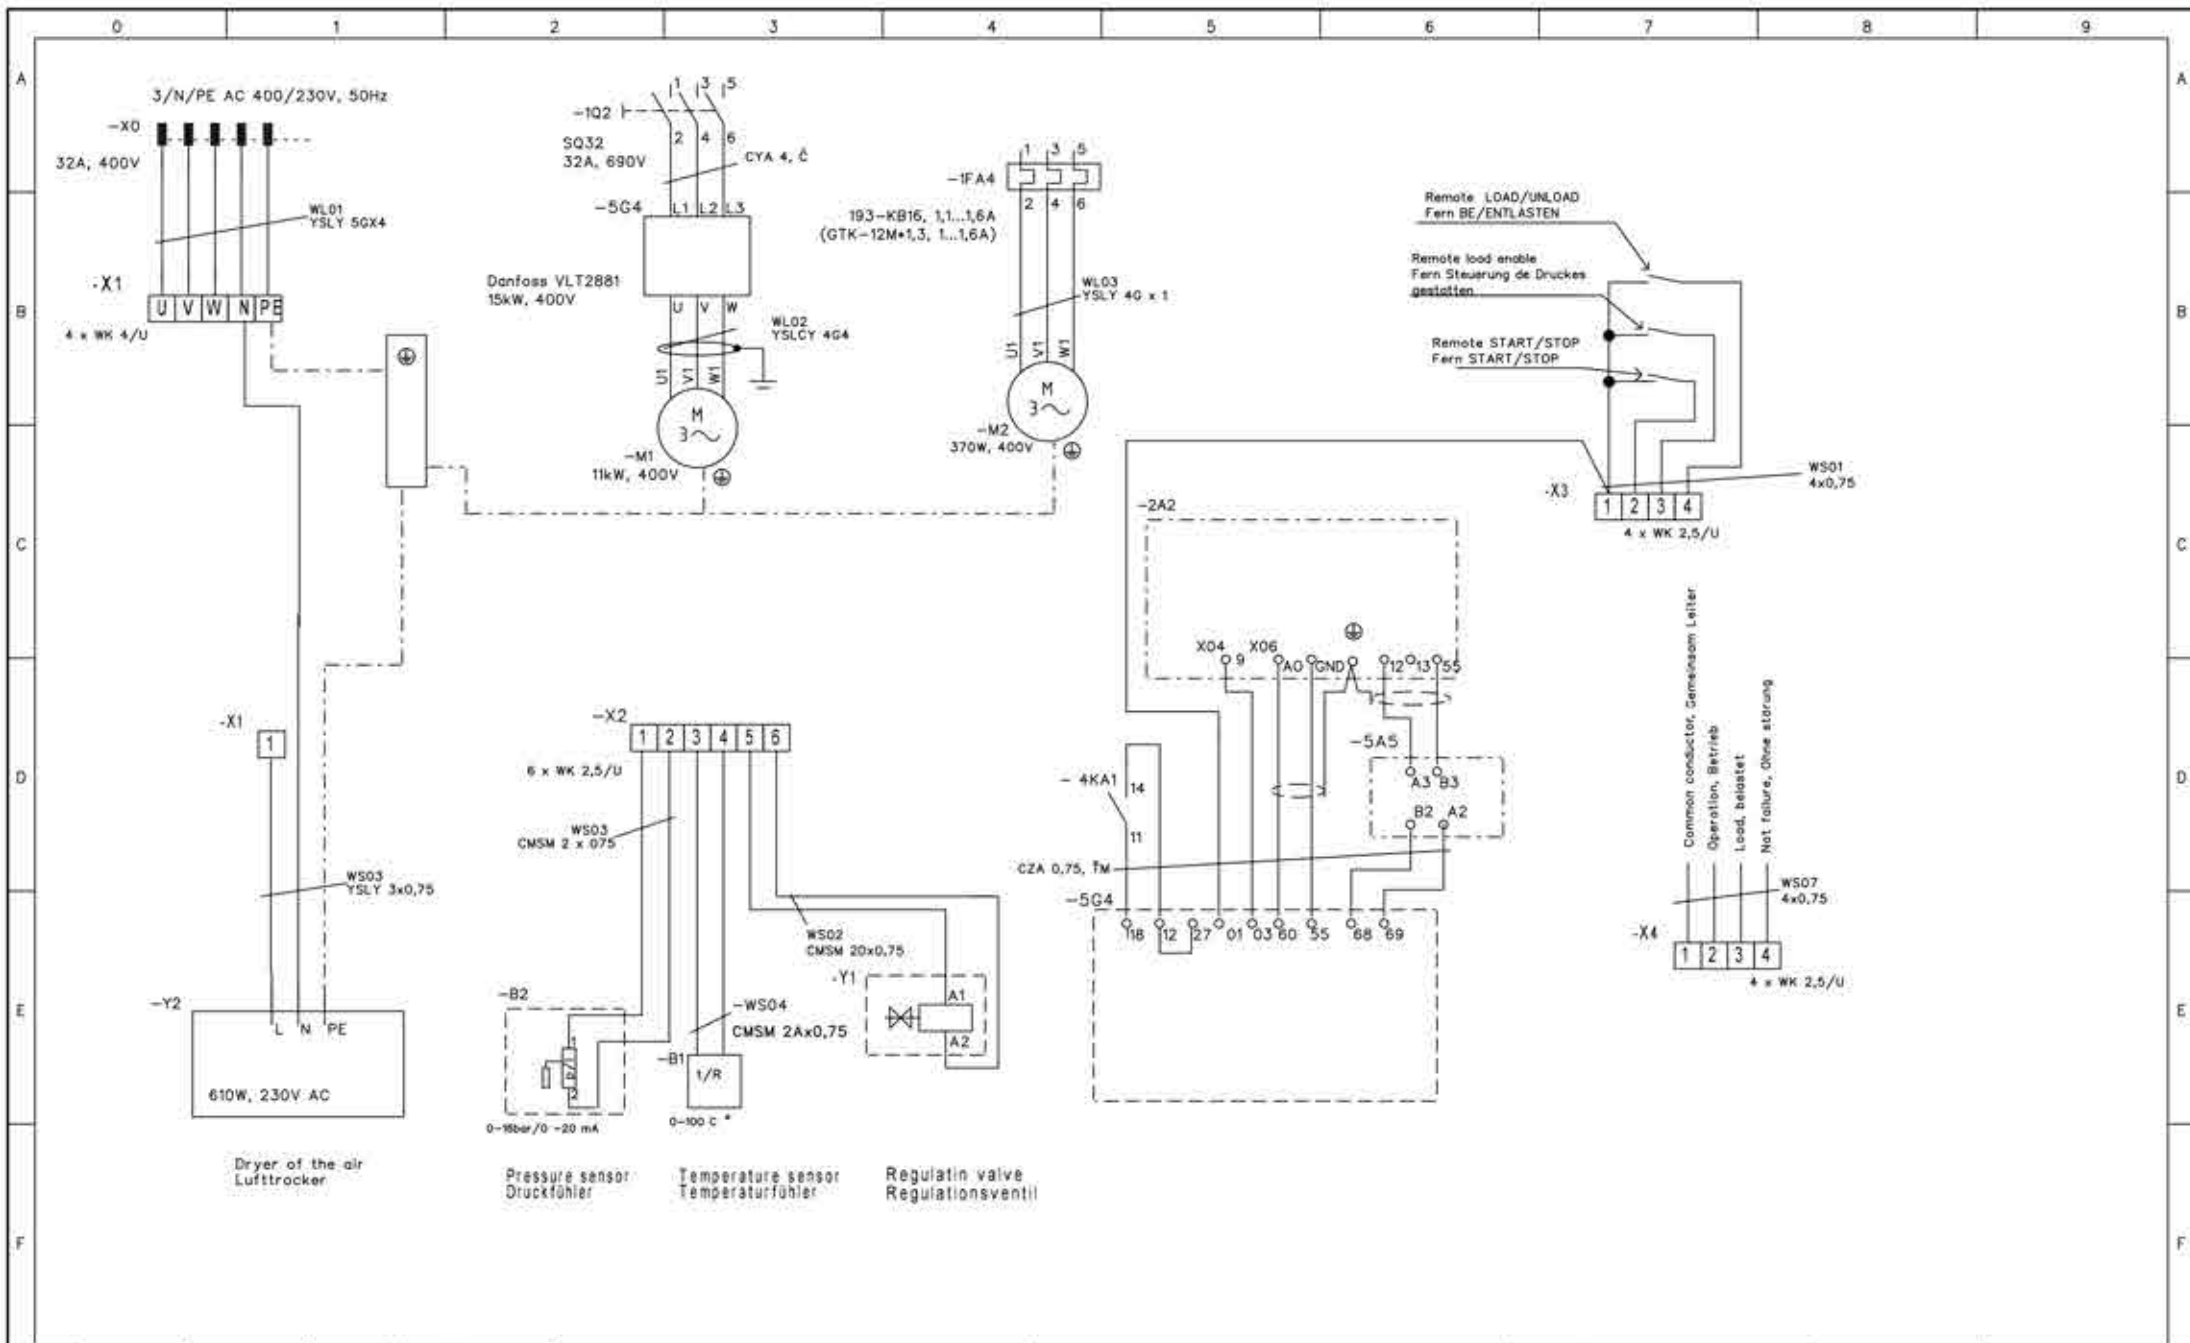 0 1 2 3 4 5 6 7 8 9
A A
3/N/PE AC 400/230V, 50Hz
-X0
32A, 400V
WL01
YSLY 5GX4
-X1
U V W N PE
4 x WK 4/U
1 3 5
-1Q2
2 4 6
SQ32
32A, 690V
CYA 4, Č
-5G4
L1 L2 L3
Danfoss VLT2881
15kW, 400V
U V W
WL02
YSLCY 4G4
U1 V1 W1
M
3~
-M1
11kW, 400V
1 3 5
-1FA4
2 4 6
193-KB16, 1,1...1,6A
(GTK-12M*1,3, 1...1,6A)
WL03
YSLY 4G x 1
U1 V1 W1
M
3~
-M2
370W, 400V
Remote LOAD/UNLOAD
Fern BE/ENTLASTEN
Remote load enable
Fern Steuerung de Druckes
gestatten
Remote START/STOP
Fern START/STOP
B B
WS01
4x0,75
-X3
1 2 3 4
4 x WK 2,5/U
C C
-2A2
X04 9 X06 A0 GND 12 13 55
-5A5
A3 B3
B2 A2
- 4KA1
14
11
CZA 0,75, ŤM
-5G4
18 12 27 01 03 60 55 68 69
Common conductor, Gemeinsam Leiter
Operation, Betrieb
Load, belastet
Not failure, Ohne störung
WS07
4x0,75
-X4
1 2 3 4
4 x WK 2,5/U
D D
-X1
1
WS03
YSLY 3x0,75
-Y2
L N PE
610W, 230V AC
Dryer of the air
Lufttrocker
-X2
1 2 3 4 5 6
6 x WK 2,5/U
WS03
CMSM 2 x 075
WS02
CMSM 20x0,75
-B2
1
2
0-16bar/0 -20 mA
Pressure sensor
Druckfühler
-WS04
CMSM 2Ax0,75
-B1
t/R
0-100 C °
Temperature sensor
Temperaturfühler
-Y1
A1
A2
Regulatin valve
Regulationsventil
E E
F F